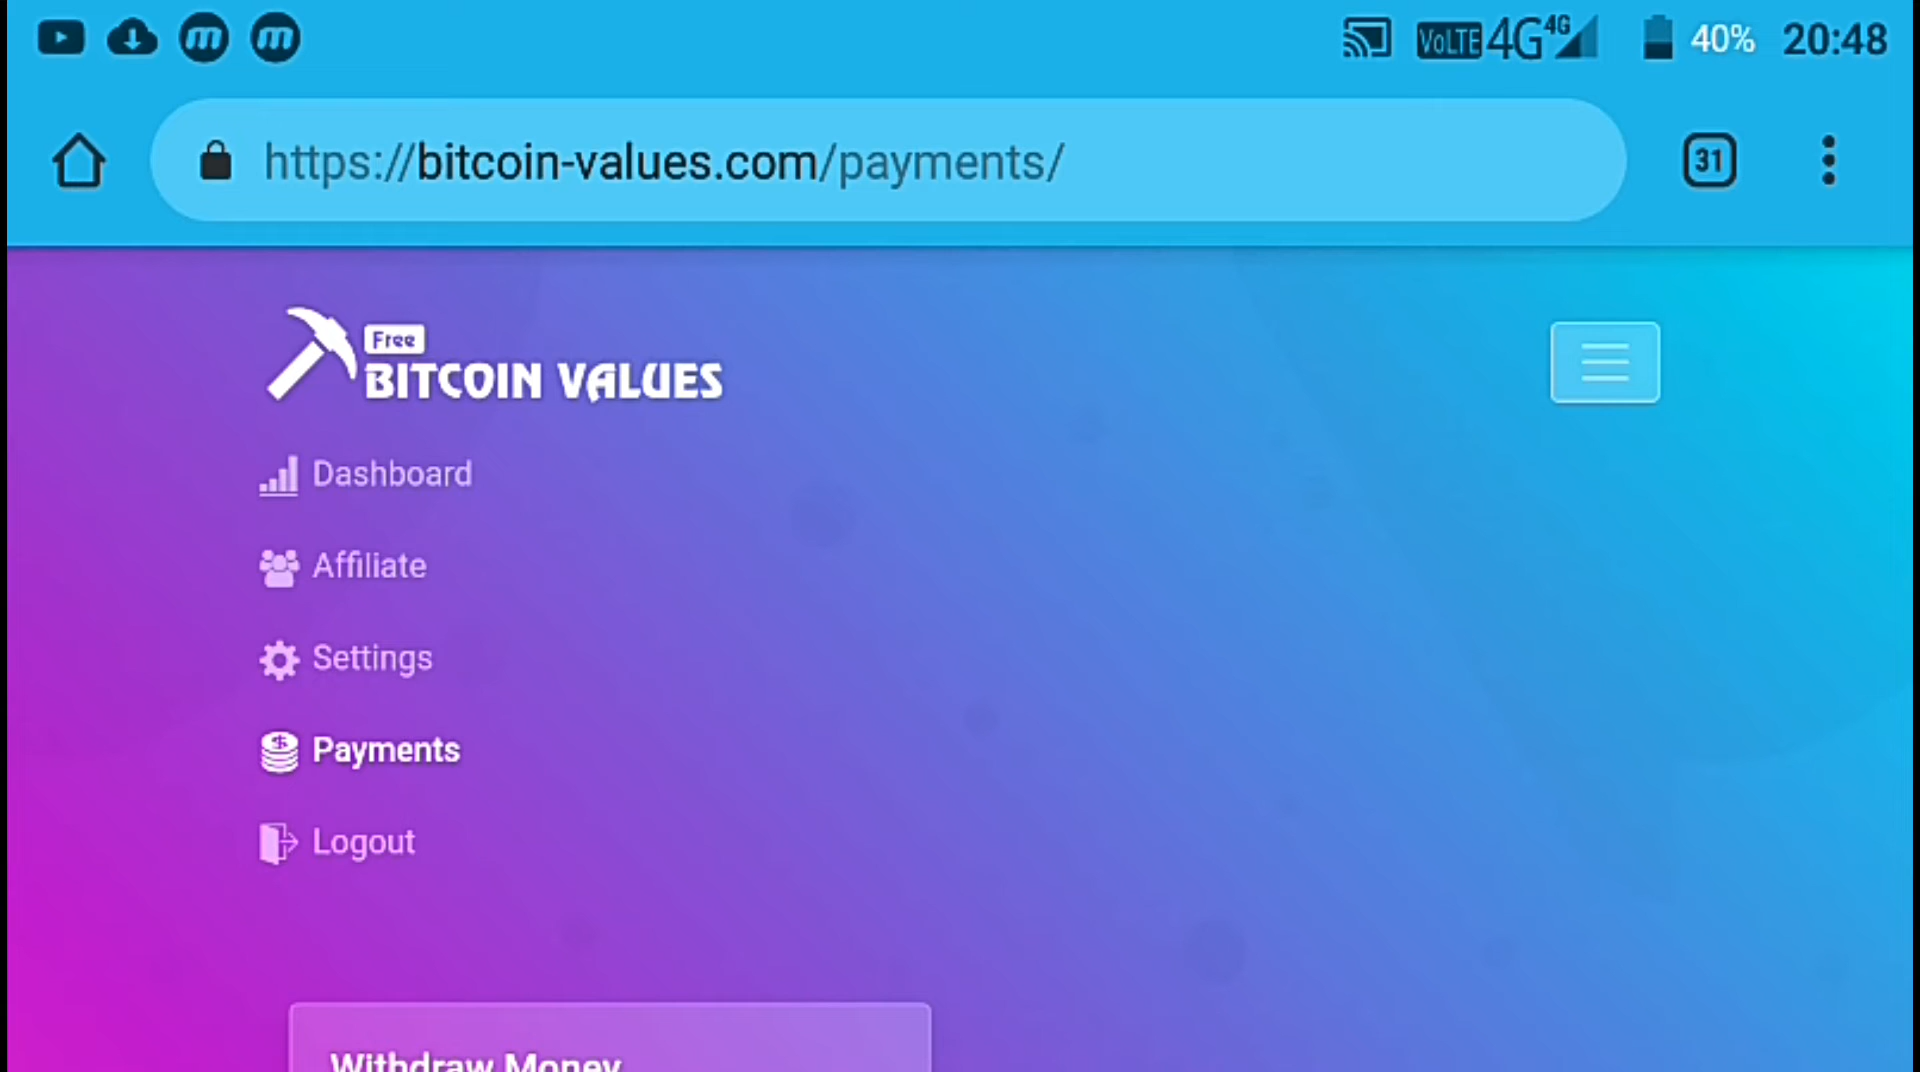 VoLTE 4G 4G 40% 20:48
https://bitcoin-values.com/payments/
31
Free
BITCOIN VALUES
Dashboard
Affiliate
Settings
Payments
Logout
Withdraw Money